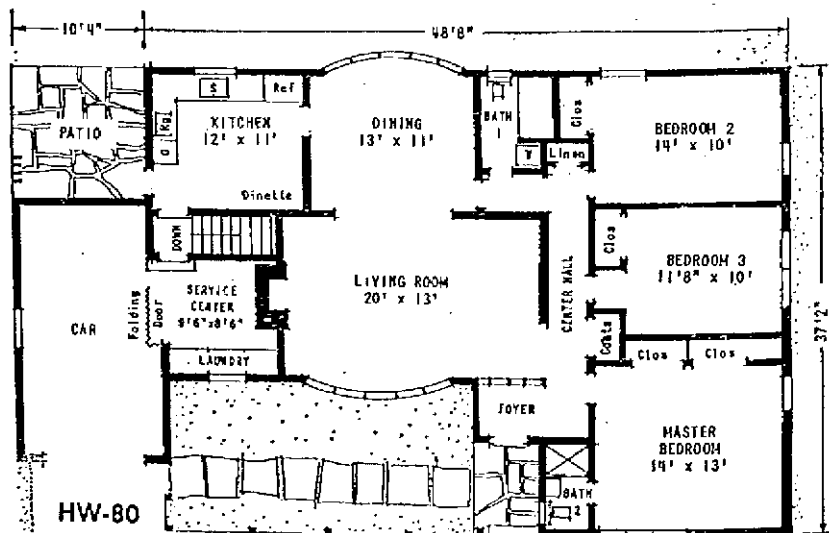 10'4"
48'8"
PATIO
S
Ref
Rg
O
KITCHEN
12' x 11'
Dinette
DINING
13' x 11'
BATH
1
V
Linen
Clos
BEDROOM 2
14' x 10'
DOWN
Clos
BEDROOM 3
11'8" x 10'
CAR
Folding
Door
SERVICE
CENTER
9'6"x8'6"
LAUNDRY
LIVING ROOM
20' x 13'
CENTER HALL
Coats
Clos
Clos
37'2"
FOYER
MASTER
BEDROOM
14' x 13'
BATH
2
HW-80